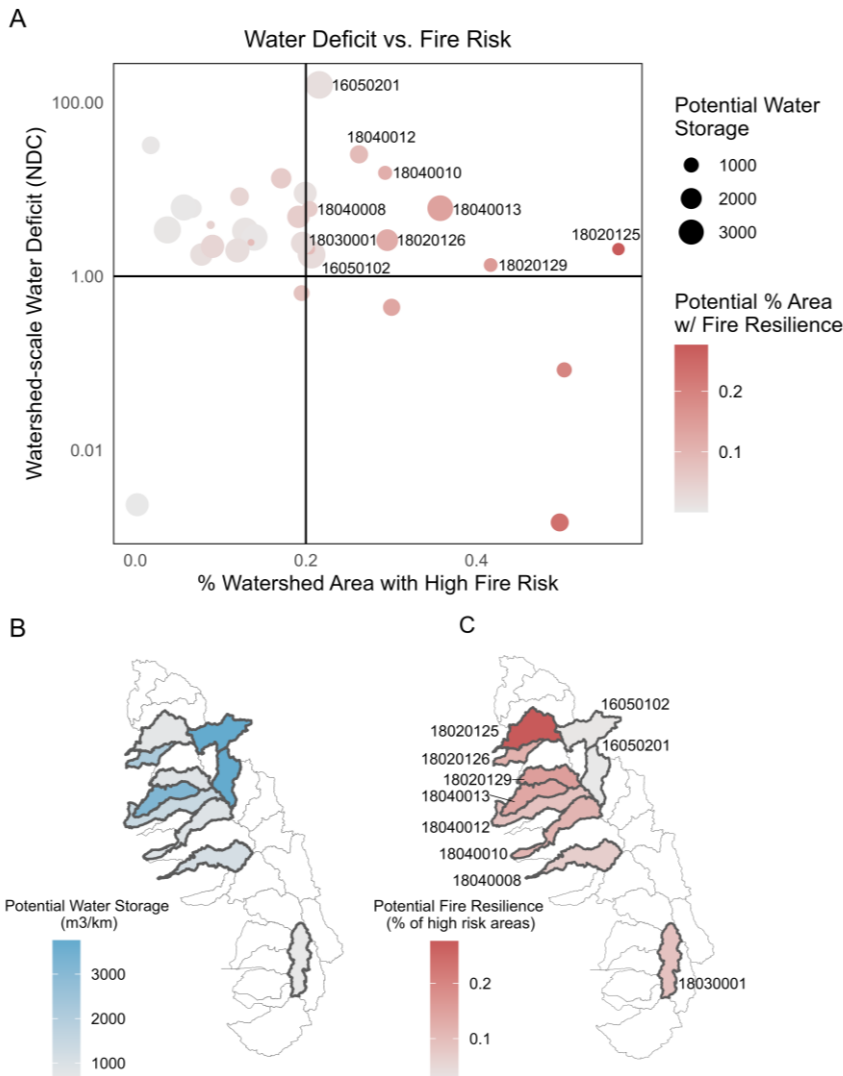 A
Water Deficit vs. Fire Risk
Watershed-scale Water Deficit (NDC)
100.00
1.00
0.01
0.0
0.2
0.4
% Watershed Area with High Fire Risk
16050201
18040012
18040010
18040008
18040013
18030001
18020126
18020125
16050102
18020129
Potential Water
Storage
1000
2000
3000
Potential % Area
w/ Fire Resilience
0.2
0.1
B
Potential Water Storage
(m3/km)
3000
2000
1000
C
16050102
18020125
16050201
18020126
18020129
18040013
18040012
18040010
18040008
Potential Fire Resilience
(% of high risk areas)
0.2
0.1
18030001